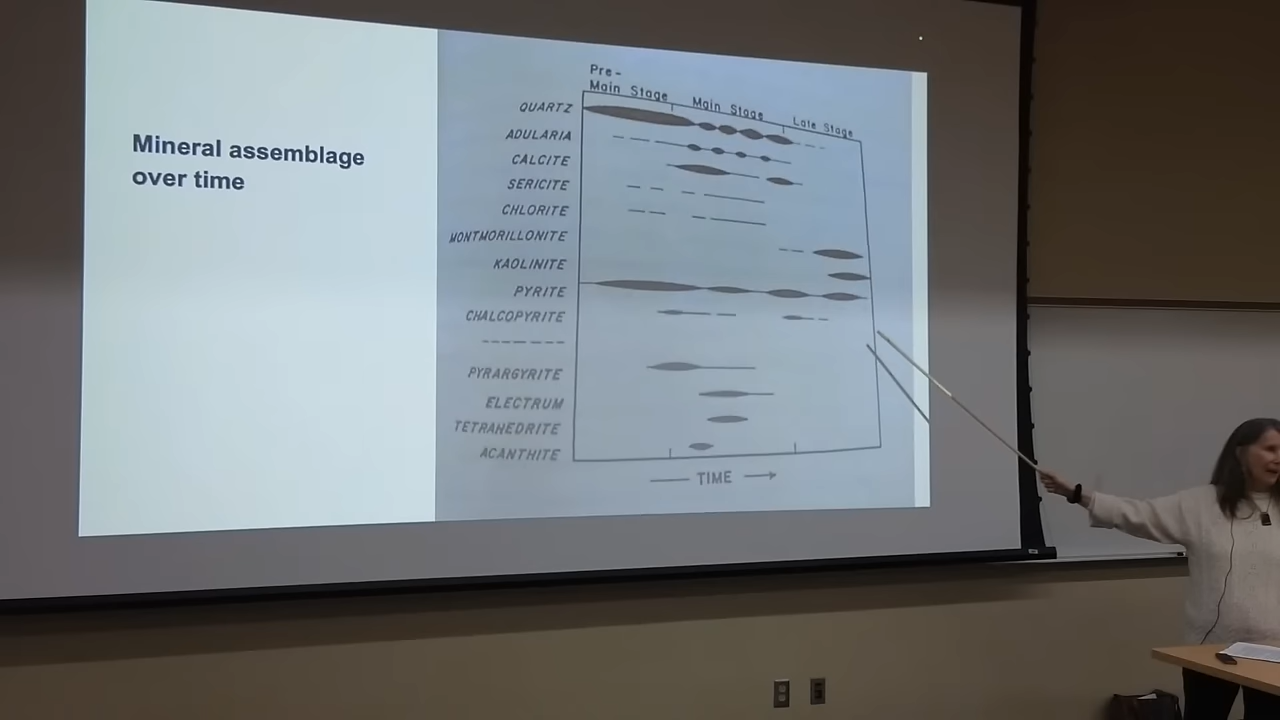 Mineral assemblage
over time
Pre-
Main Stage
Main Stage
Late Stage
QUARTZ
ADULARIA
CALCITE
SERICITE
CHLORITE
MONTMORILLONITE
KAOLINITE
PYRITE
CHALCOPYRITE
PYRARGYRITE
ELECTRUM
TETRAHEDRITE
ACANTHITE
TIME